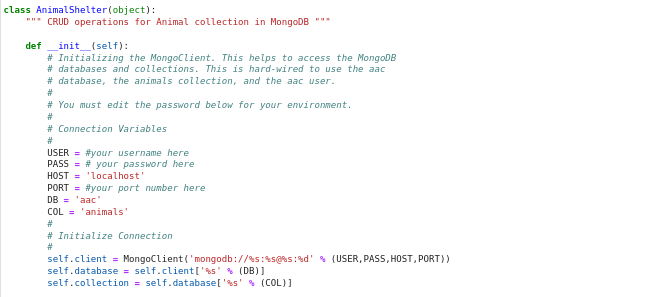 class AnimalShelter(object):
    """ CRUD operations for Animal collection in MongoDB """
    def __init__(self):
        # Initializing the MongoClient. This helps to access the MongoDB
        # databases and collections. This is hard-wired to use the aac
        # database, the animals collection, and the aac user.
        #
        # You must edit the password below for your environment.
        #
        # Connection Variables
        #
        USER = #your username here
        PASS = # your password here
        HOST = 'localhost'
        PORT = #your port number here
        DB = 'aac'
        COL = 'animals'
        #
        # Initialize Connection
        #
        self.client = MongoClient('mongodb://%s:%s@%s:%d' % (USER,PASS,HOST,PORT))
        self.database = self.client['%s' % (DB)]
        self.collection = self.database['%s' % (COL)]